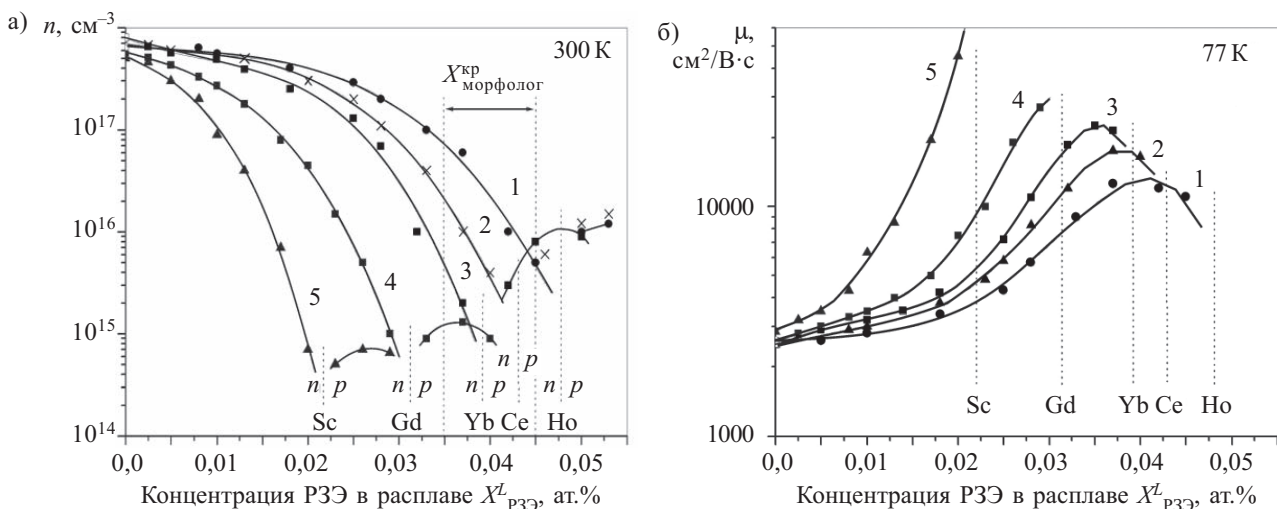 а)
n, см⁻³
300 К
10¹⁸
10¹⁷
10¹⁶
10¹⁵
10¹⁴
X^кр_морфолог
1
2
3
4
5
n p
n p
n p
n p
n p
Sc Gd Yb Ce Ho
0,0 0,01 0,02 0,03 0,04 0,05
Концентрация РЗЭ в расплаве X^L_РЗЭ, ат.%
б)
μ,
см²/В·с
77 К
10000
1000
5
4
3
2
1
Sc Gd Yb Ce Ho
0,0 0,01 0,02 0,03 0,04 0,05
Концентрация РЗЭ в расплаве X^L_РЗЭ, ат.%